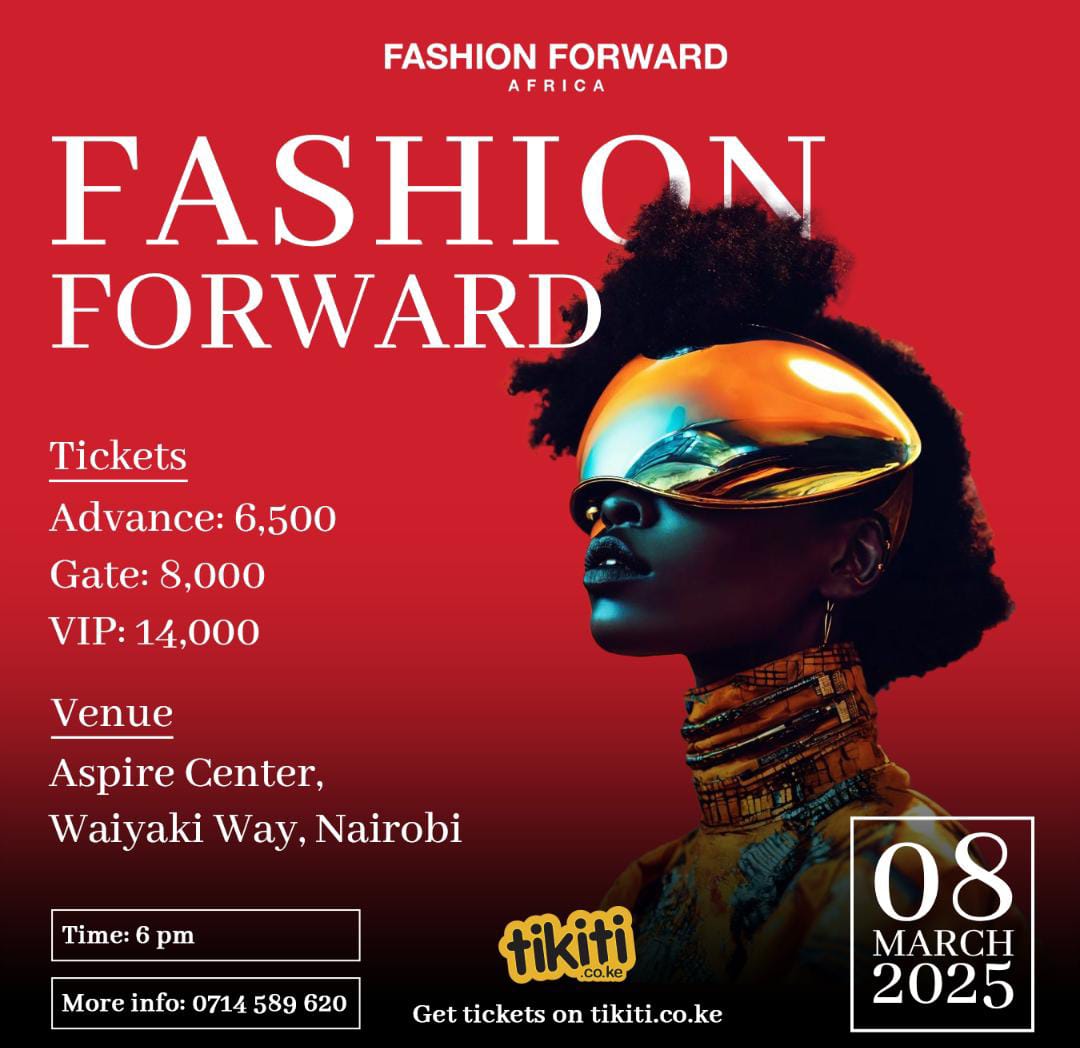 FASHION FORWARD
AFRICA
FASHION
FORWARD
Tickets
Advance: 6,500
Gate: 8,000
VIP: 14,000
Venue
Aspire Center,
Waiyaki Way, Nairobi
Time: 6 pm
More info: 0714 589 620
tikiti
.co.ke
Get tickets on tikiti.co.ke
08
MARCH
2025